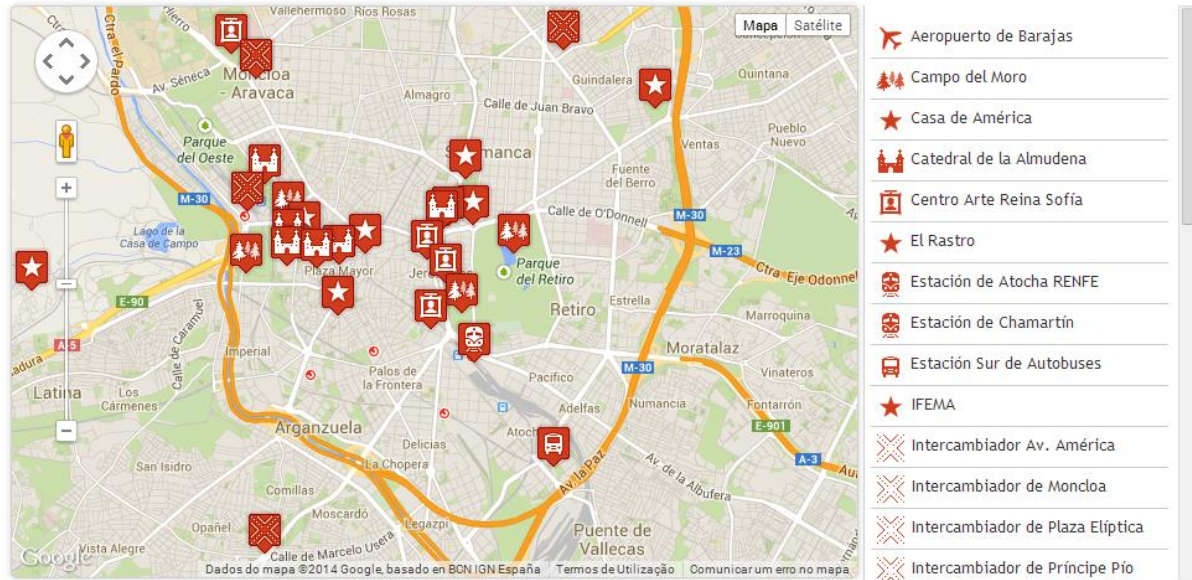 Vallehermoso
Rios Rosas
Mapa
Satélite
Ctra. el Pardo
Av. Séneca
Moncloa
- Aravaca
Almagro
Guindalera
Quintana
Calle de Juan Bravo
Parque
del Oeste
Pueblo
Nuevo
Ventas
Fuente
del Berro
M-30
Calle de O'Donnell
M-30
Lago de la
Casa de Campo
M-23
Ctra. Eje Odonnel
Plaza Mayor
Parque
del Retiro
E-90
Estrella
Retiro
Marroquina
Calle de Caramuel
Imperial
Moratalaz
Palos de
la Frontera
M-30
Pacífico
Vinateros
Latina
Los
Cármenes
Adelfas
Numancia
Fontarrón
E-901
Arganzuela
Delicias
A-3
San Isidro
La Chopera
Av. la Paz
Av. de la Albufera
Comillas
Moscardó
Opañel
Legazpi
Puente de
Vallecas
Google
Vista Alegre
Calle de Marcelo Usera
Dados do mapa ©2014 Google, basado en BCN IGN España
Termos de Utilização
Comunicar um erro no mapa
Aeropuerto de Barajas
Campo del Moro
Casa de América
Catedral de la Almudena
Centro Arte Reina Sofía
El Rastro
Estación de Atocha RENFE
Estación de Chamartín
Estación Sur de Autobuses
IFEMA
Intercambiador Av. América
Intercambiador de Moncloa
Intercambiador de Plaza Elíptica
Intercambiador de Príncipe Pío